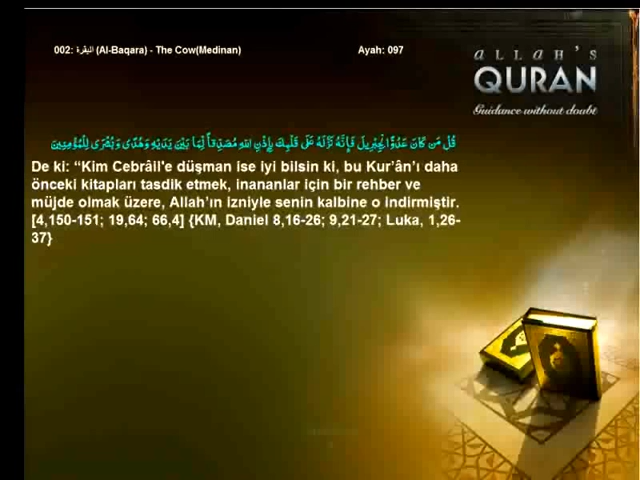 002: البقرة (Al-Baqara) - The Cow(Medinan)
Ayah: 097
ALLAH'S
QURAN
Guidance without doubt
قُلْ مَن كَانَ عَدُوًّا لِّجِبْرِيلَ فَإِنَّهُ نَزَّلَهُ عَلَى قَلْبِكَ بِإِذْنِ اللّهِ مُصَدِّقاً لِّمَا بَيْنَ يَدَيْهِ وَهُدًى وَبُشْرَى لِلْمُؤْمِنِينَ
De ki: “Kim Cebrâil'e düşman ise iyi bilsin ki, bu Kur’ân’ı daha
önceki kitapları tasdik etmek, inananlar için bir rehber ve
müjde olmak üzere, Allah’ın izniyle senin kalbine o indirmiştir.
[4,150-151; 19,64; 66,4] {KM, Daniel 8,16-26; 9,21-27; Luka, 1,26-
37}